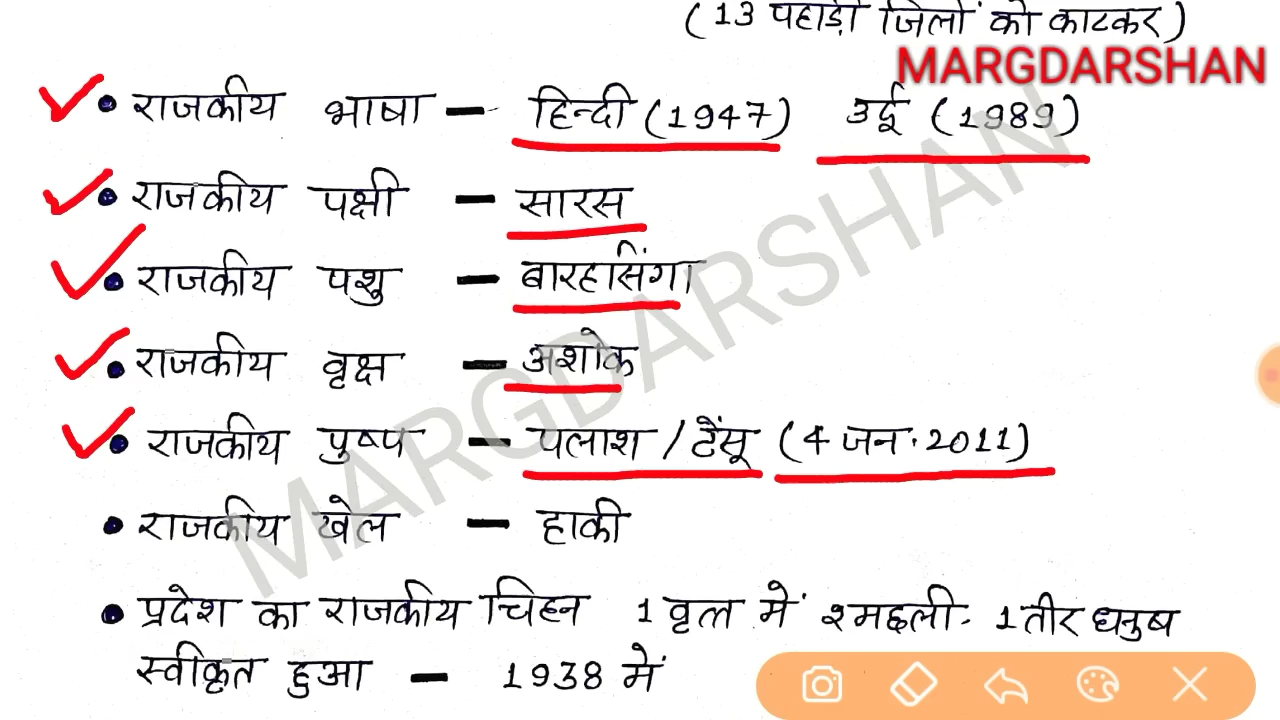 (13 पहाड़ी जिलों को काटकर)
MARGDARSHAN
• राजकीय भाषा - हिन्दी (1947) उर्दू (1989)
• राजकीय पक्षी - सारस
• राजकीय पशु - बारहसिंगा
• राजकीय वृक्ष - अशोक
• राजकीय पुष्प - पलाश / टेंसू (4 जन. 2011)
• राजकीय खेल - हाकी
• प्रदेश का राजकीय चिह्न 1 वृत्त में 2 मछली - 1 तीर धनुष
स्वीकृत हुआ - 1938 में
MARGDARSHAN